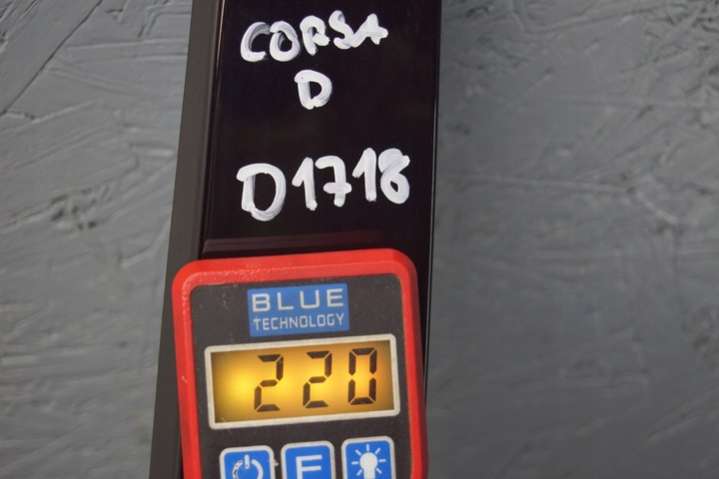 CORSA
D
D1718
BLUE
TECHNOLOGY
220
F